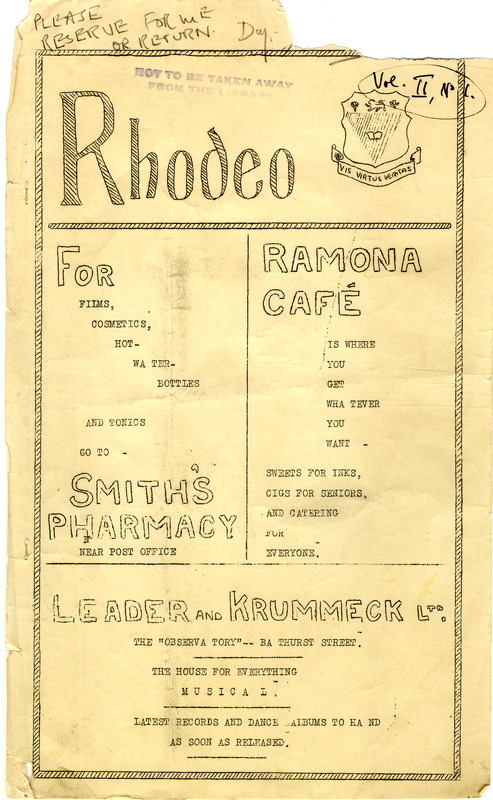 PLEASE
RESERVE FOR ME
OR RETURN.
NOT TO BE TAKEN AWAY
FROM THE LIBRARY
Vol. II, No 1.
Rhodeo
VIS VIRTUS VERITAS
FOR
FILMS,
COSMETICS,
HOT-
WA TER-
BOTTLES
AND TONICS
GO TO -
SMITH'S
PHARMACY
NEAR POST OFFICE
RAMONA
CAFÉ
IS WHERE
YOU
GET
WHA TEVER
YOU
WANT -
SWEETS FOR INKS,
CIGS FOR SENIORS,
AND CATERING
FOR
EVERYONE.
LEADER AND KRUMMECK LTD.
THE "OBSERVA TORY"-- BA THURST STREET.
THE HOUSE FOR EVERYTHING
MUSICAL.
LATEST RECORDS AND DANCE ALBUMS TO HA ND
AS SOON AS RELEASED.